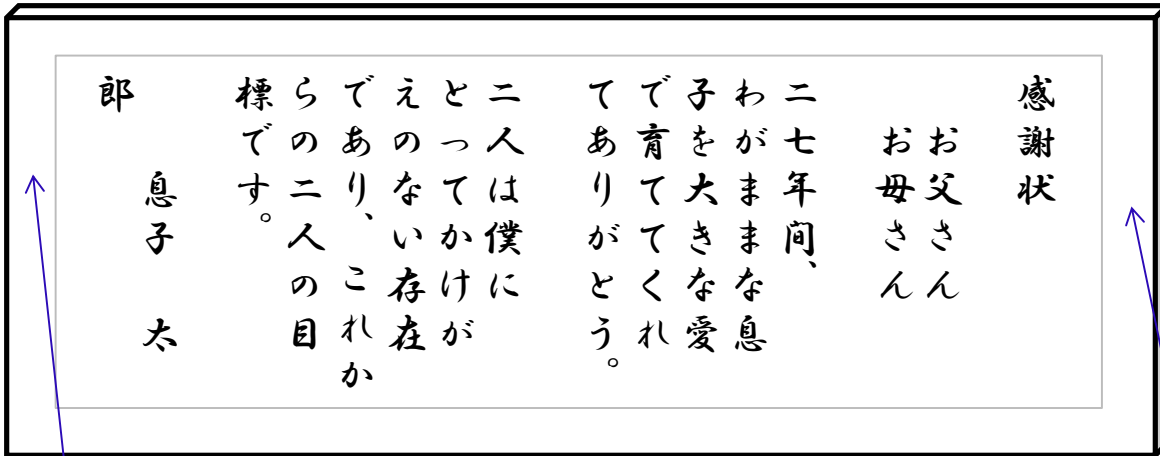 感謝状
お父さん
お母さん
二七年間、
わがままな息
子を大きな愛
で育ててくれ
てありがとう。
二人は僕に
とってかけが
えのない存在
であり、これか
らの二人の目
標です。
息子 太
郎